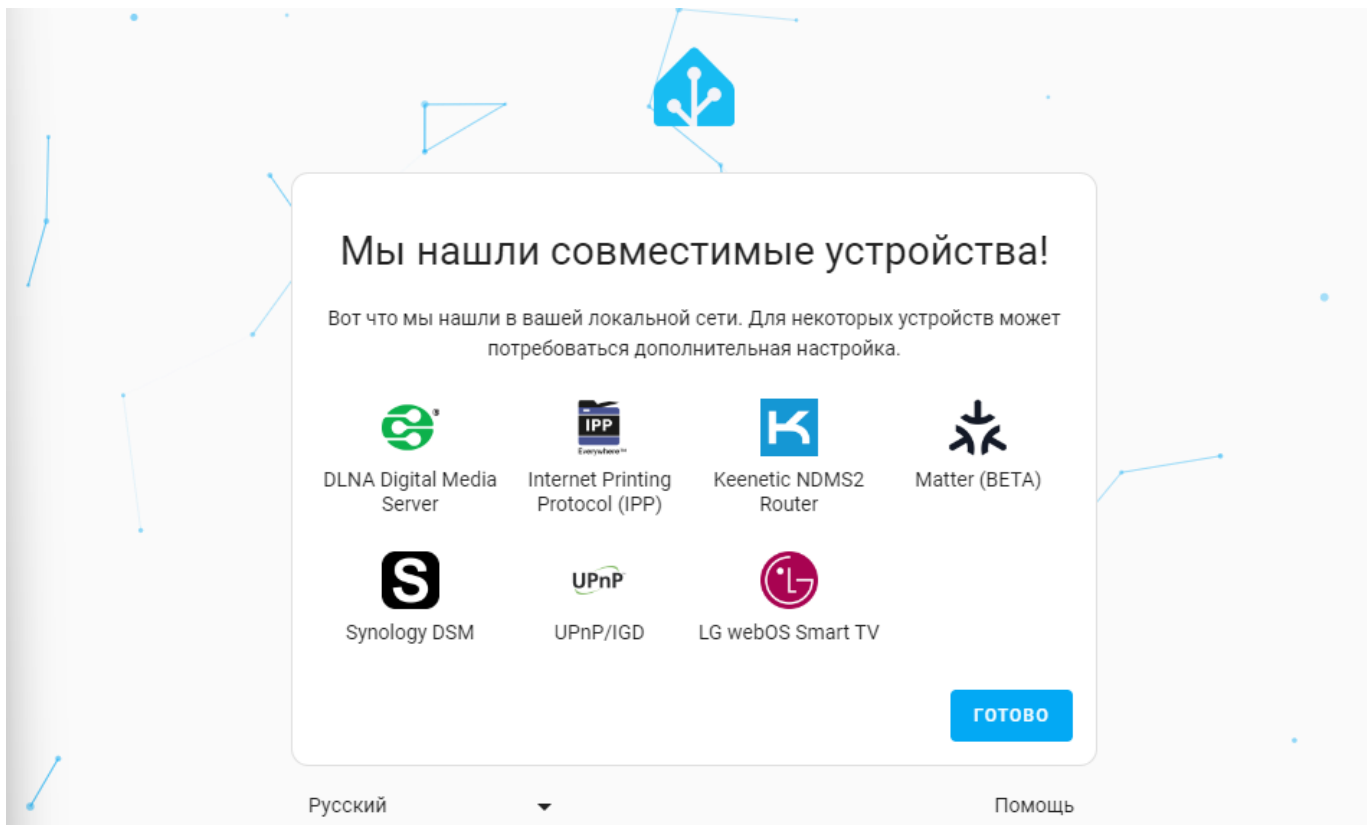 Мы нашли совместимые устройства!
Вот что мы нашли в вашей локальной сети. Для некоторых устройств может
потребоваться дополнительная настройка.
IPP
Everywhere™
DLNA Digital Media
Server
Internet Printing
Protocol (IPP)
Keenetic NDMS2
Router
Matter (BETA)
S
UPnP
LG
Synology DSM
UPnP/IGD
LG webOS Smart TV
ГОТОВО
Русский
Помощь